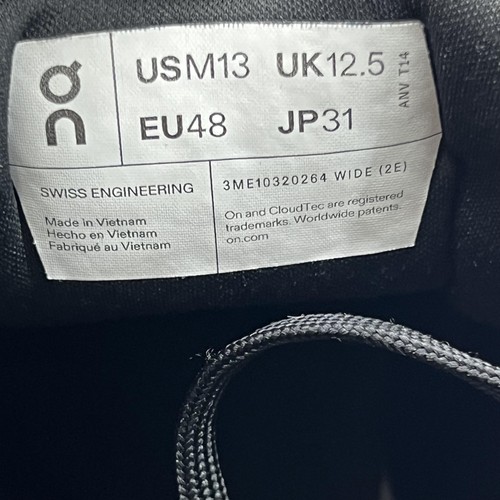 on
USM13 UK12.5
EU48 JP31
ANV T14
SWISS ENGINEERING
Made in Vietnam
Hecho en Vietnam
Fabriqué au Vietnam
3ME10320264 WIDE (2E)
On and CloudTec are registered
trademarks. Worldwide patents.
on.com